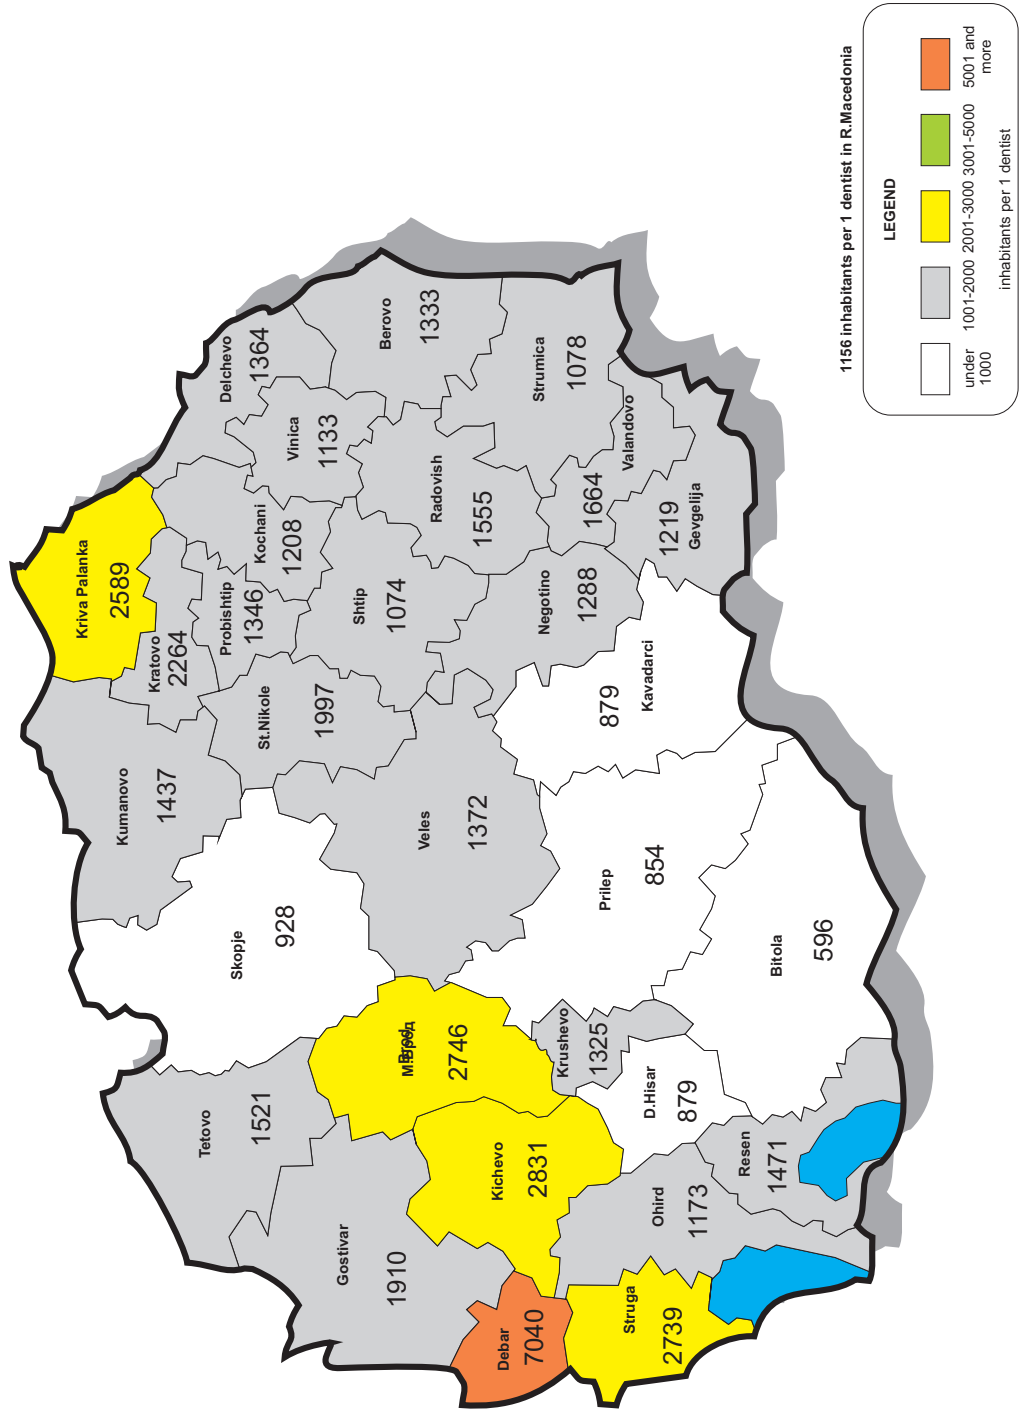 Kriva Palanka
2589
Kratovo
2264
Kumanovo
1437
Probishtip
1346
Kochani
1208
Delchevo
1364
Vinica
1133
Berovo
1333
St.Nikole
1997
Shtip
1074
Radovish
1555
Strumica
1078
Valandovo
1664
1219
Gevgelija
Negotino
1288
879
Kavadarci
Veles
1372
Skopje
928
Prilep
854
Bitola
596
Tetovo
1521
Gostivar
1910
2746
Krushevo
1325
D.Hisar
879
Kichevo
2831
Resen
1471
Ohird
1173
Struga
2739
Debar
7040
1156 inhabitants per 1 dentist in R.Macedonia
LEGEND
under
1000
1001-2000
2001-3000
3001-5000
5001 and
more
inhabitants per 1 dentist